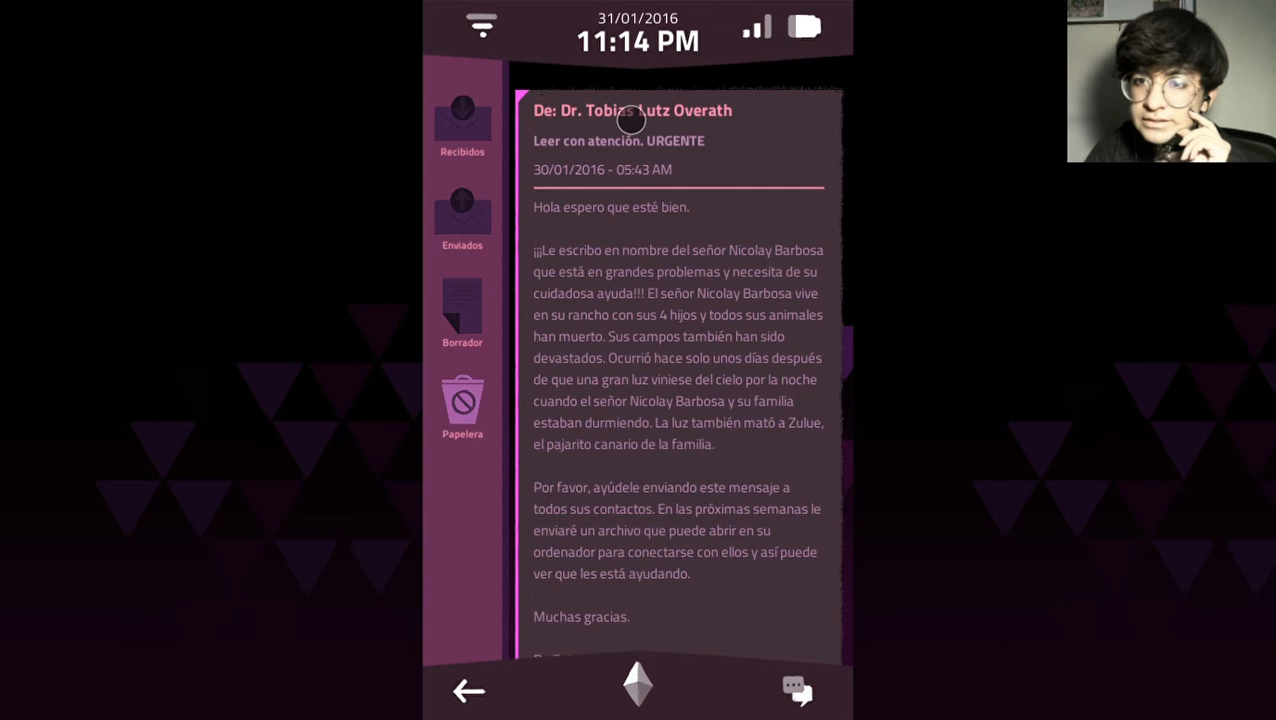 31/01/2016
11:14 PM
Recibidos
Enviados
Borrador
Papelera
De: Dr. Tobias Lutz Overath
Leer con atención. URGENTE
30/01/2016 - 05:43 AM
Hola espero que esté bien.
¡¡¡Le escribo en nombre del señor Nicolay Barbosa
que está en grandes problemas y necesita de su
cuidadosa ayuda!!! El señor Nicolay Barbosa vive
en su rancho con sus 4 hijos y todos sus animales
han muerto. Sus campos también han sido
devastados. Ocurrió hace solo unos días después
de que una gran luz viniese del cielo por la noche
cuando el señor Nicolay Barbosa y su familia
estaban durmiendo. La luz también mató a Zulue,
el pajarito canario de la familia.
Por favor, ayúdele enviando este mensaje a
todos sus contactos. En las próximas semanas le
enviaré un archivo que puede abrir en su
ordenador para conectarse con ellos y así puede
ver que les está ayudando.
Muchas gracias.